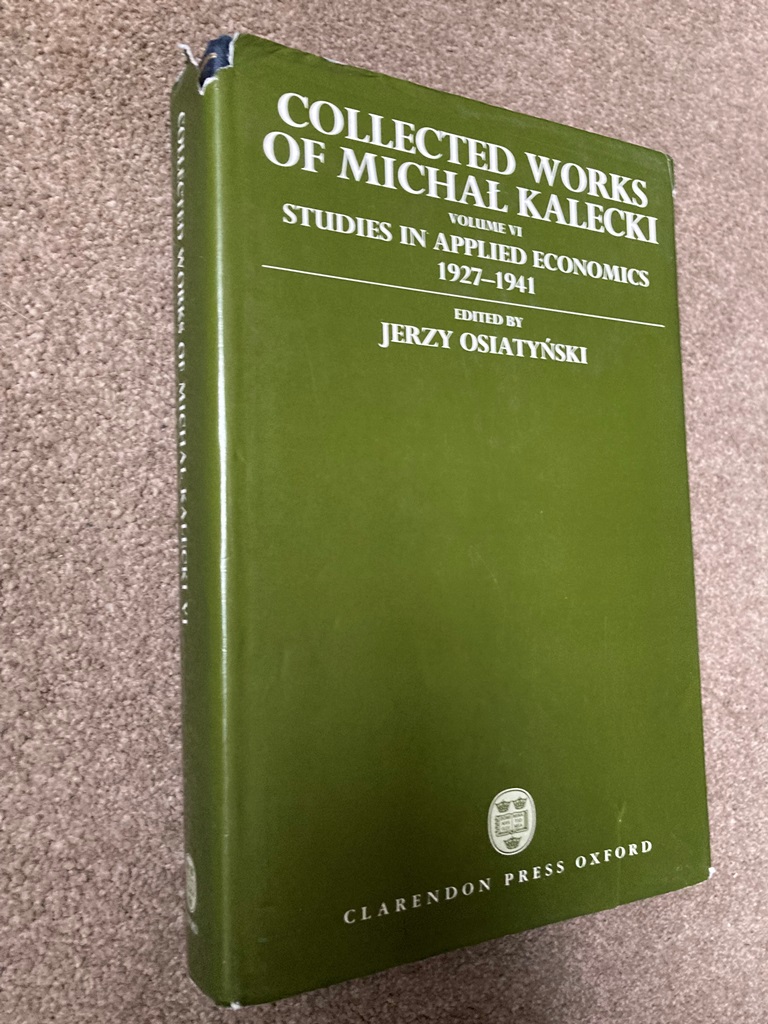 COLLECTED WORKS
OF MICHAŁ KALECKI
VOLUME VI
STUDIES IN APPLIED ECONOMICS
1927–1941
EDITED BY
JERZY OSIATYŃSKI
CLARENDON PRESS OXFORD
COLLECTED WORKS OF MICHAŁ KALECKI VI